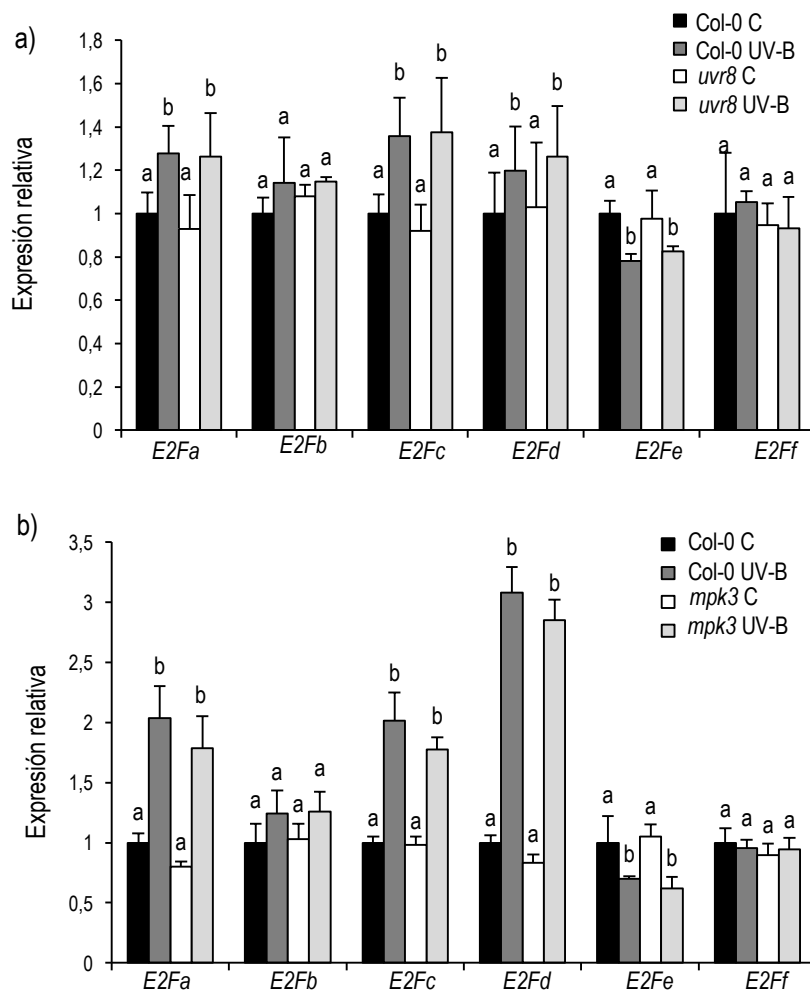 a)
Col-0 C
Col-0 UV-B
uvr8 C
uvr8 UV-B
Expresión relativa
1,8
1,6
1,4
1,2
1
0,8
0,6
0,4
0,2
0
a b a b
a a a a
a b a b
a b a b
a b a b
a a a a
E2Fa E2Fb E2Fc E2Fd E2Fe E2Ff
b)
Col-0 C
Col-0 UV-B
mpk3 C
mpk3 UV-B
Expresión relativa
3,5
3
2,5
2
1,5
1
0,5
0
a b a b
a a a a
a b a b
a b a b
a b a b
a a a a
E2Fa E2Fb E2Fc E2Fd E2Fe E2Ff